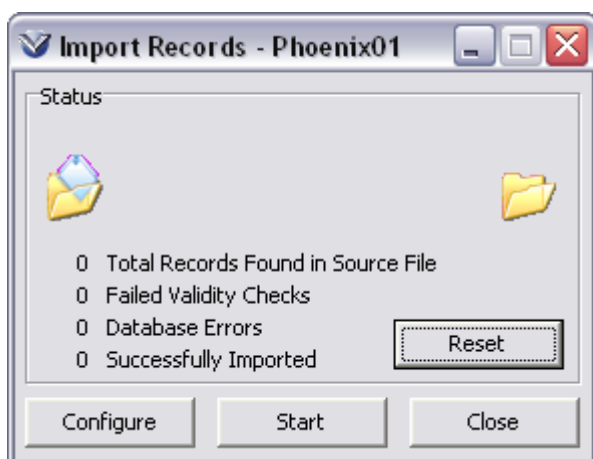 Import Records - Phoenix01
Status
0 Total Records Found in Source File
0 Failed Validity Checks
0 Database Errors
0 Successfully Imported
Reset
Configure Start Close